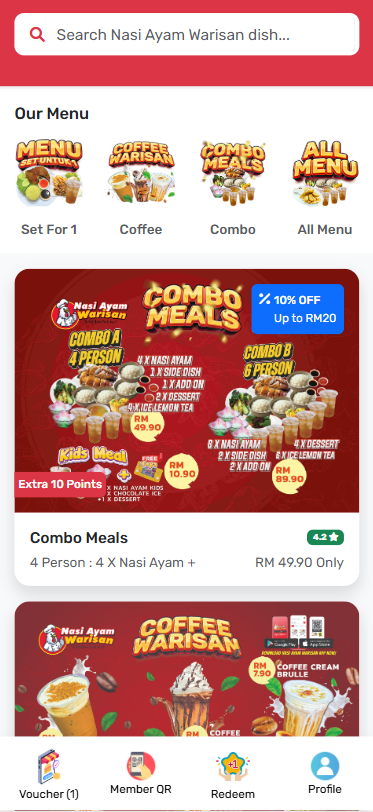 Search Nasi Ayam Warisan dish...
Our Menu
MENU
SET UNTUK 1
COFFEE
WARISAN
COMBO
MEALS
ALL
MENU
Set For 1
Coffee
Combo
All Menu
Nasi Ayam
Warisan
COMBO
MEALS
10% OFF
Up to RM20
COMBO A
4 PERSON
4 X NASI AYAM
1 X SIDE DISH
1 X ADD ON
2 X DESSERT
4 X ICE LEMON TEA
RM
49.90
COMBO B
6 PERSON
6 X NASI AYAM
2 X SIDE DISH
2 X ADD ON
4 X DESSERT
6 X ICE LEMON TEA
RM
89.90
Kids Meal
FREE
RM
10.90
X NASI AYAM KIDS
X CHOCOLATE ICE
1 X DESSERT
Extra 10 Points
Combo Meals
4.2
4 Person : 4 X Nasi Ayam +
RM 49.90 Only
Nasi Ayam
Warisan
COFFEE
WARISAN
Google Play
App Store
RM
7.90
COFFEE CREAM
BRULLE
RM
COFFEE
Voucher (1)
Member QR
+1
Redeem
Profile